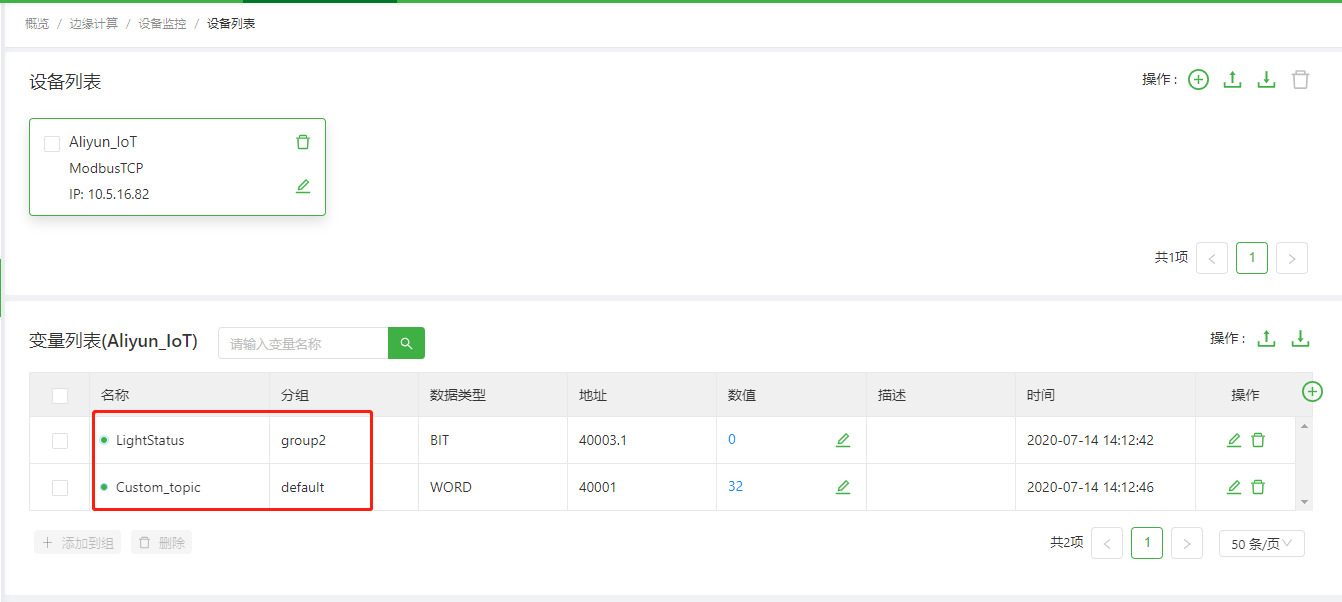 概览 / 边缘计算 / 设备监控 / 设备列表
设备列表
操作：
Aliyun_IoT
ModbusTCP
IP: 10.5.16.82
共1项 < 1 >
变量列表(Aliyun_IoT) 请输入变量名称
操作：
名称 分组 数据类型 地址 数值 描述 时间 操作
LightStatus group2 BIT 40003.1 0 2020-07-14 14:12:42
Custom_topic default WORD 40001 32 2020-07-14 14:12:46
+ 添加到组 删除
共2项 < 1 > 50 条/页